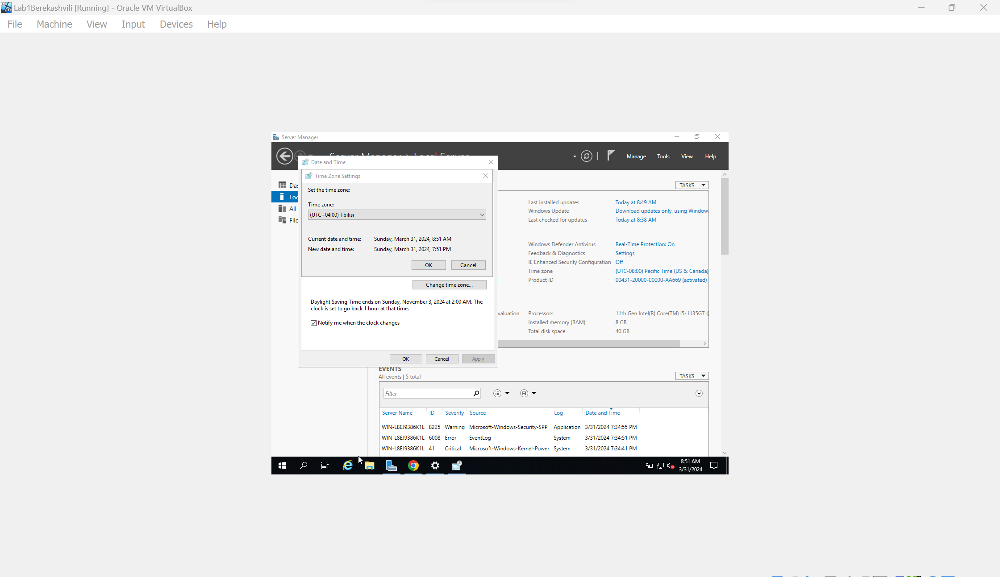 Lab1Berekashvili [Running] - Oracle VM VirtualBox
File Machine View Input Devices Help
Server Manager
Manage Tools View Help
Date and Time
Time Zone Settings
Set the time zone:
Time zone:
(UTC+04:00) Tbilisi
Current date and time: Sunday, March 31, 2024, 8:51 AM
New date and time: Sunday, March 31, 2024, 7:51 PM
OK Cancel
Change time zone...
Daylight Saving Time ends on Sunday, November 3, 2024 at 2:00 AM. The
clock is set to go back 1 hour at that time.
Notify me when the clock changes
OK Cancel Apply
All
TASKS
Last installed updates Today at 8:49 AM
Windows Update Download updates only, using Window
Last checked for updates Today at 8:38 AM
Windows Defender Antivirus Real-Time Protection: On
Feedback & Diagnostics Settings
IE Enhanced Security Configuration Off
Time zone (UTC-08:00) Pacific Time (US & Canada)
Product ID 00431-20000-00000-AA669 (activated)
valuation Processors 11th Gen Intel(R) Core(TM) i5-1135G7 @
Installed memory (RAM) 8 GB
Total disk space 40 GB
EVENTS
All events | 5 total
TASKS
Filter
Server Name ID Severity Source Log Date and Time
WIN-L8EJ9386K1L 8225 Warning Microsoft-Windows-Security-SPP Application 3/31/2024 7:34:55 PM
WIN-L8EJ9386K1L 6008 Error EventLog System 3/31/2024 7:34:51 PM
WIN-L8EJ9386K1L 41 Critical Microsoft-Windows-Kernel-Power System 3/31/2024 7:34:41 PM
8:51 AM
3/31/2024